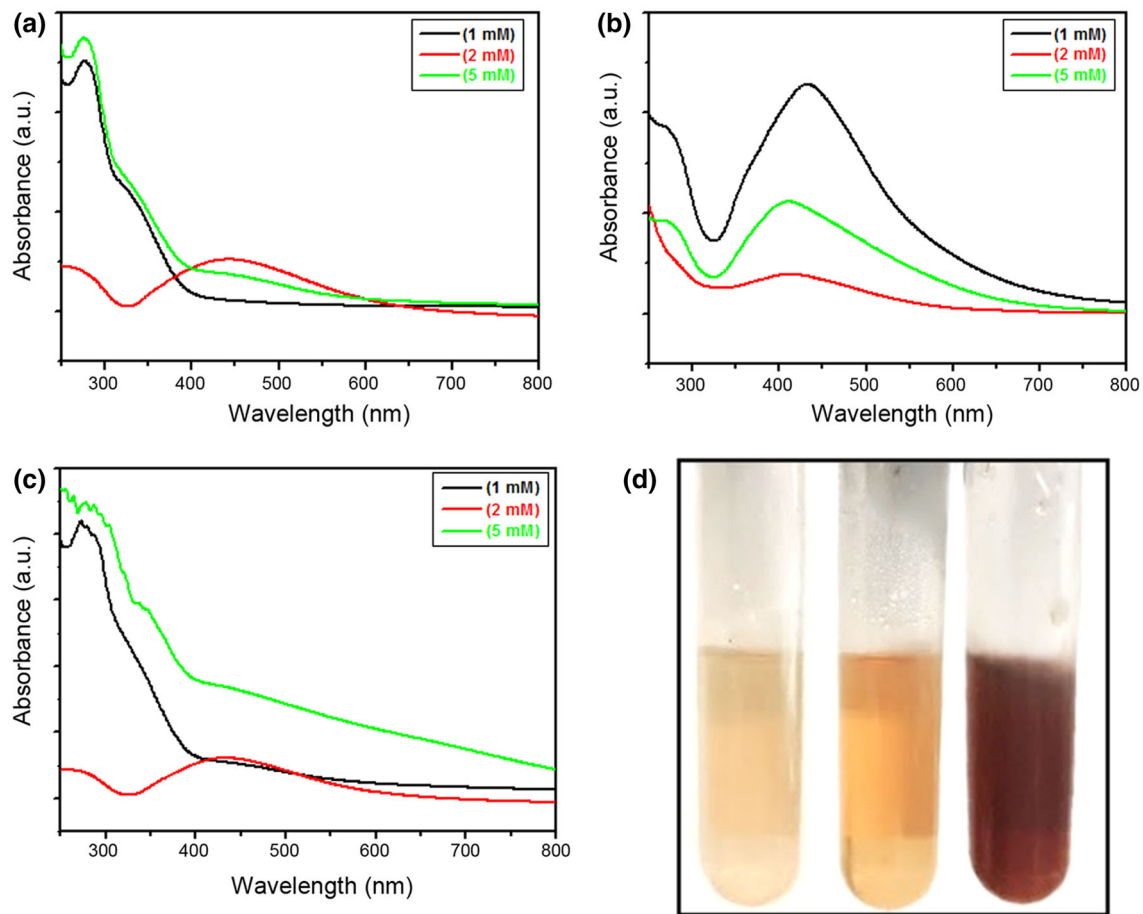 (a)
(1 mM)
(2 mM)
(5 mM)
Absorbance (a.u.)
300 400 500 600 700 800
Wavelength (nm)
(b)
(1 mM)
(2 mM)
(5 mM)
Absorbance (a.u.)
300 400 500 600 700 800
Wavelength (nm)
(c)
(1 mM)
(2 mM)
(5 mM)
Absorbance (a.u.)
300 400 500 600 700 800
Wavelength (nm)
(d)